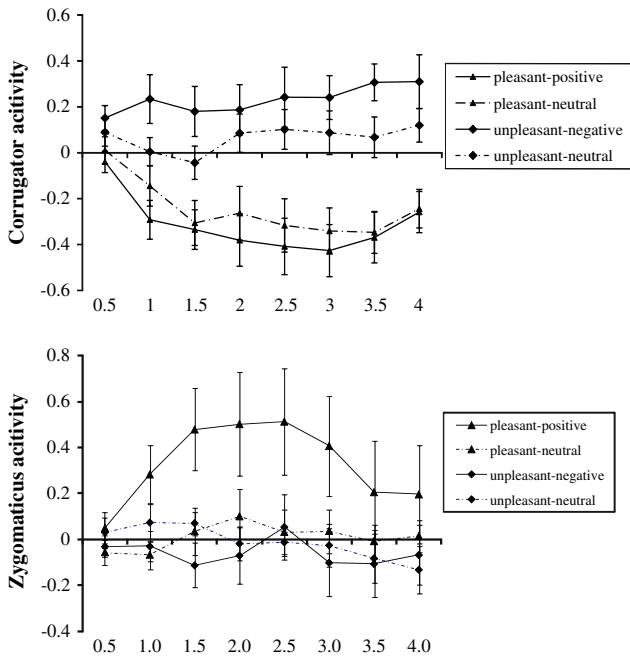 0.6
0.4
0.2
0
-0.2
-0.4
-0.6
Corrugator acitivity
0.5 1 1.5 2 2.5 3 3.5 4
pleasant-positive
pleasant-neutral
unpleasant-negative
unpleasant-neutral
0.8
0.6
0.4
0.2
0
-0.2
-0.4
Zygomaticus acitivity
0.5 1.0 1.5 2.0 2.5 3.0 3.5 4.0
pleasant-positive
pleasant-neutral
unpleasant-negative
unpleasant-neutral